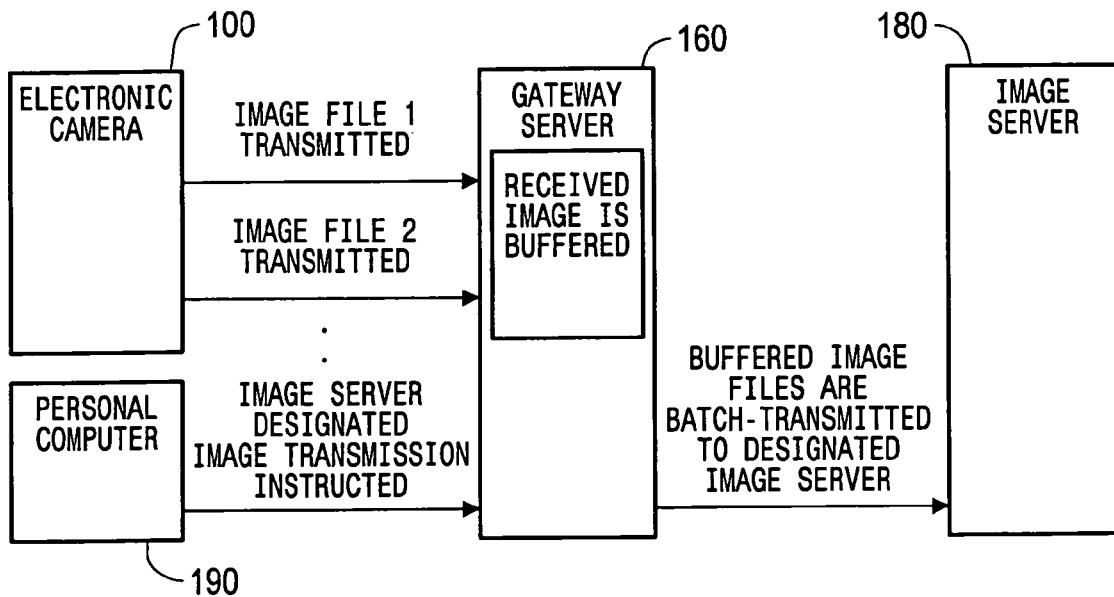 100
160
180
ELECTRONIC
CAMERA
IMAGE FILE 1
TRANSMITTED
IMAGE FILE 2
TRANSMITTED
GATEWAY
SERVER
RECEIVED
IMAGE IS
BUFFERED
IMAGE
SERVER
PERSONAL
COMPUTER
IMAGE SERVER
DESIGNATED
IMAGE TRANSMISSION
INSTRUCTED
BUFFERED IMAGE
FILES ARE
BATCH-TRANSMITTED
TO DESIGNATED
IMAGE SERVER
190